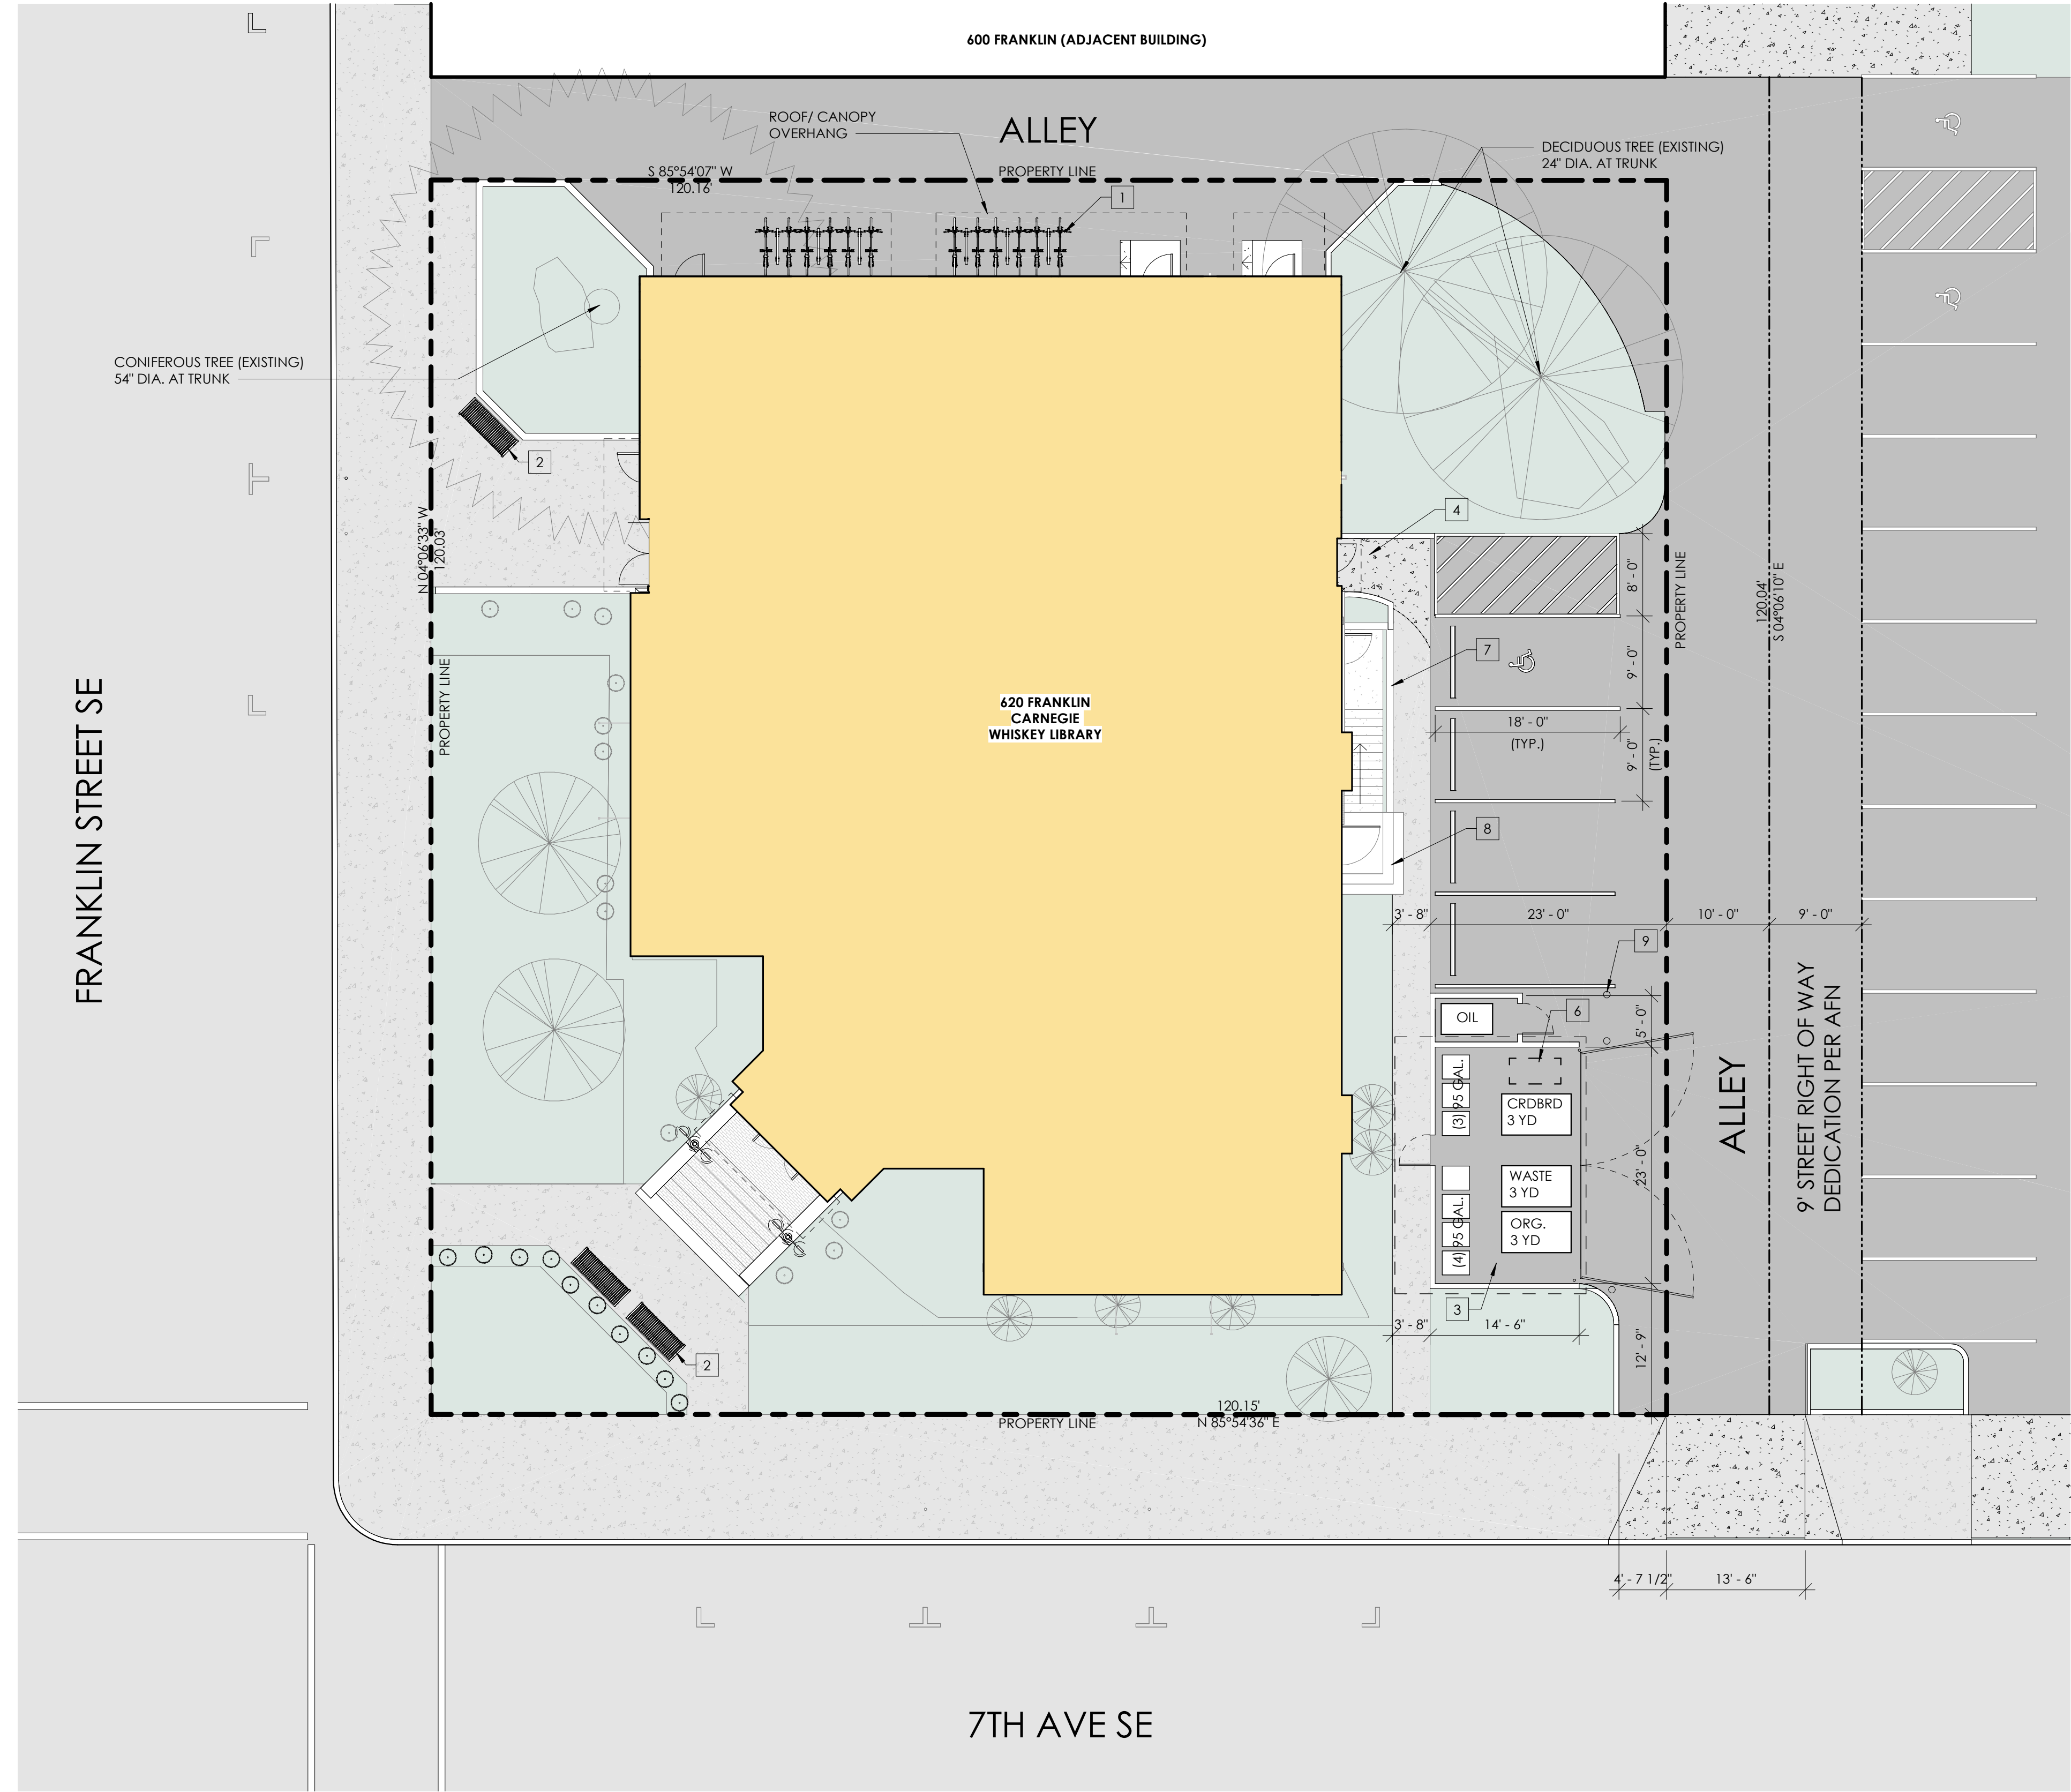 600 FRANKLIN (ADJACENT BUILDING)
ROOF/ CANOPY
OVERHANG
ALLEY
DECIDUOUS TREE (EXISTING)
24" DIA. AT TRUNK
S 85°54'07" W
120.16'
PROPERTY LINE
1
CONIFEROUS TREE (EXISTING)
54" DIA. AT TRUNK
2
N 04°06'33" W
120.03'
4
8' - 0"
PROPERTY LINE
120.04'
S 04°06'10" E
7
9' - 0"
PROPERTY LINE
620 FRANKLIN
CARNEGIE
WHISKEY LIBRARY
18' - 0"
(TYP.)
9' - 0"
(TYP.)
FRANKLIN STREET SE
8
3' - 8"
23' - 0"
10' - 0"
9' - 0"
9
OIL
6
5' - 0"
ALLEY
9' STREET RIGHT OF WAY
DEDICATION PER AFN
(3) 95 GAL.
CRDBRD
3 YD
WASTE
3 YD
23' - 0"
(4) 95 GAL.
ORG.
3 YD
3
3' - 8"
14' - 6"
12' - 9"
2
120.15'
PROPERTY LINE
N 85°54'36" E
4' - 7 1/2"
13' - 6"
7TH AVE SE